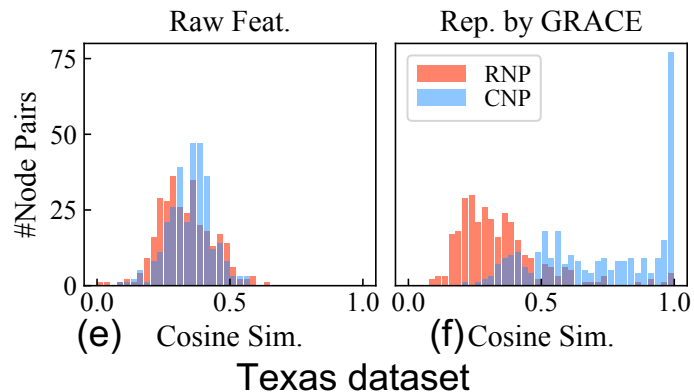 Raw Feat.
Rep. by GRACE
#Node Pairs
75
50
25
0
RNP
CNP
0.0 0.5 1.0
0.0 0.5 1.0
(e) Cosine Sim.
(f) Cosine Sim.
Texas dataset